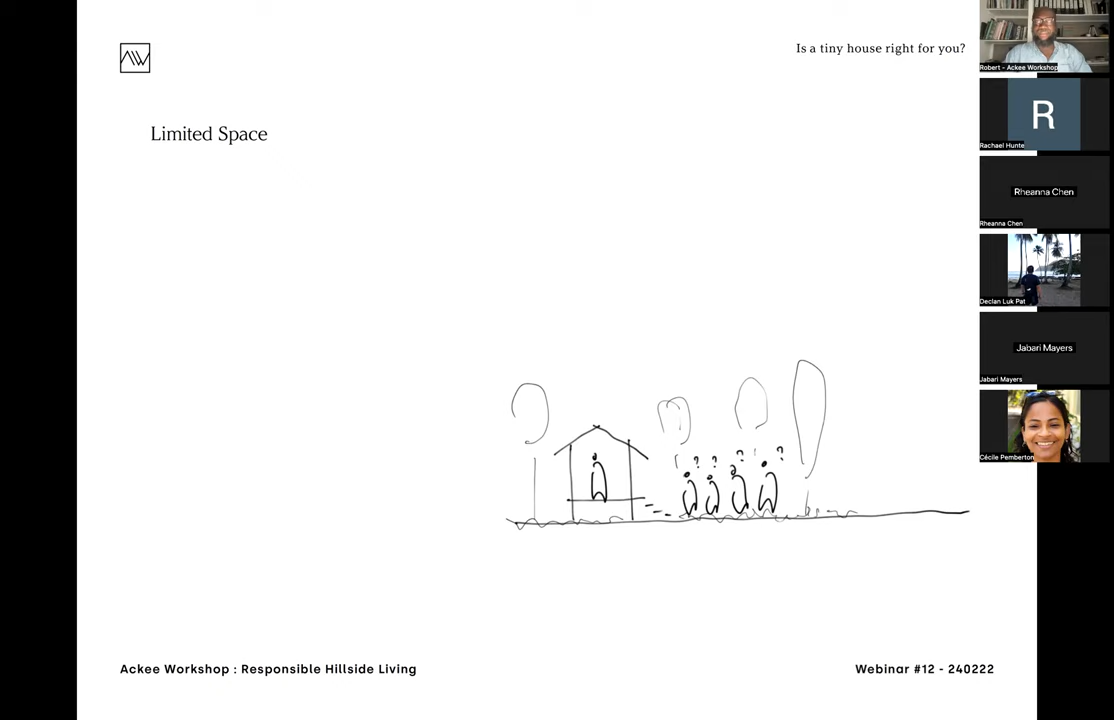 AW
Is a tiny house right for you?
Limited Space
? ? ? ?
Ackee Workshop : Responsible Hillside Living
Webinar #12 - 240222
Robert - Ackee Workshop
R
Rachael Hunte
Rheanna Chen
Rheanna Chen
Declan Luk Pat
Jabari Mayers
Jabari Mayers
Cécile Pemberton